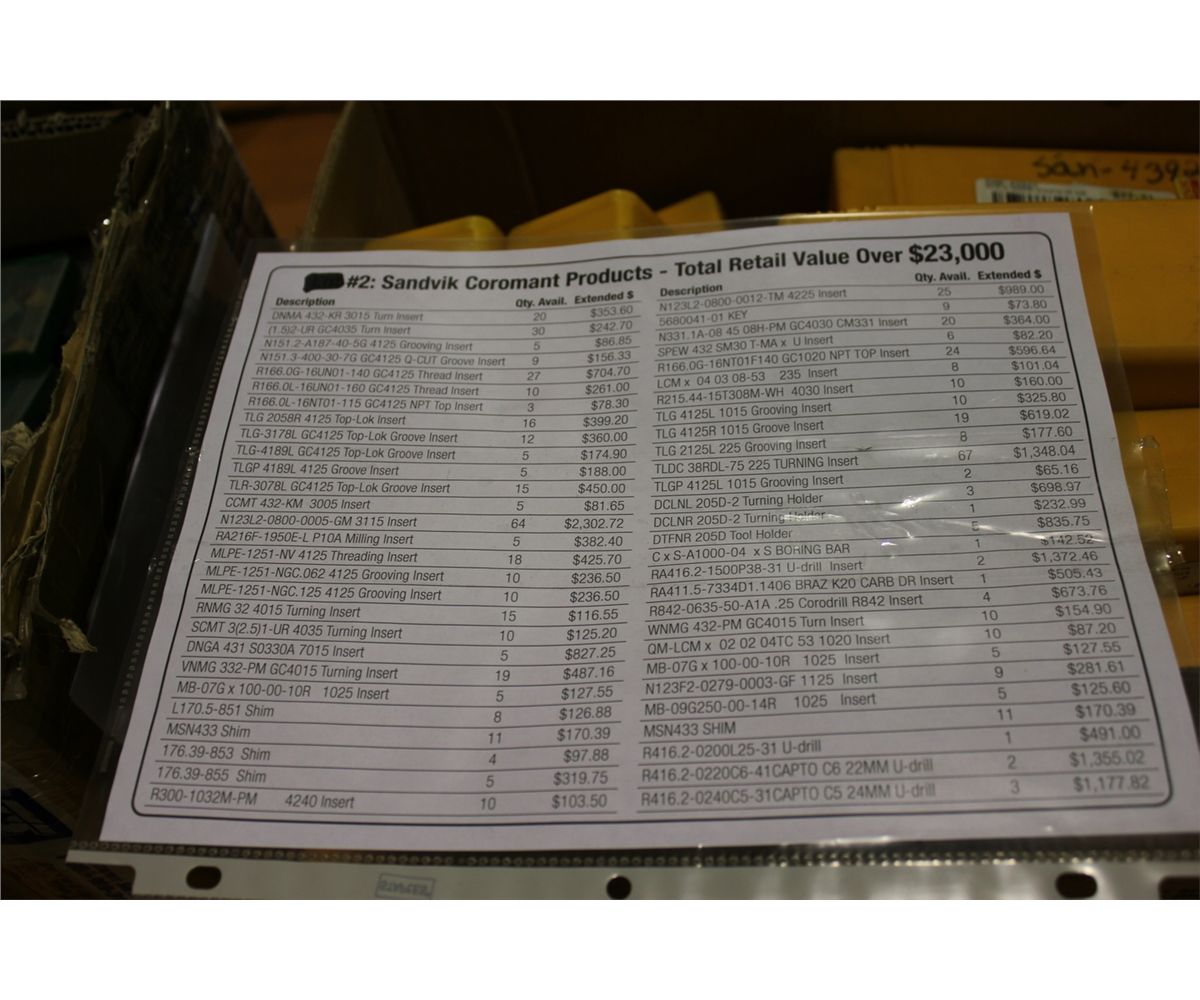 Sån-4392
#2: Sandvik Coromant Products - Total Retail Value Over $23,000
Description Qty. Avail. Extended $
DNMA 432-KR 3015 Turn Insert 20 $353.60
(1.5)2-UR GC4035 Turn Insert 30 $242.70
N151.2-A187-40-5G 4125 Grooving Insert 5 $86.85
N151.3-400-30-7G GC4125 Q-CUT Groove Insert 9 $156.33
R166.0G-16UN01-140 GC4125 Thread Insert 27 $704.70
R166.0L-16UN01-160 GC4125 Thread Insert 10 $261.00
R166.0L-16NT01-115 GC4125 NPT Top Insert 3 $78.30
TLG 2058R 4125 Top-Lok Insert 16 $399.20
TLG-3178L GC4125 Top-Lok Groove Insert 12 $360.00
TLG-4189L GC4125 Top-Lok Groove Insert 5 $174.90
TLGP 4189L 4125 Groove Insert 5 $188.00
TLR-3078L GC4125 Top-Lok Groove Insert 15 $450.00
CCMT 432-KM 3005 Insert 5 $81.65
N123L2-0800-0005-GM 3115 Insert 64 $2,302.72
RA216F-1950E-L P10A Milling Insert 5 $382.40
MLPE-1251-NV 4125 Threading Insert 18 $425.70
MLPE-1251-NGC.062 4125 Grooving Insert 10 $236.50
MLPE-1251-NGC.125 4125 Grooving Insert 10 $236.50
RNMG 32 4015 Turning Insert 15 $116.55
SCMT 3(2.5)1-UR 4035 Turning Insert 10 $125.20
DNGA 431 S0330A 7015 Insert 5 $827.25
VNMG 332-PM GC4015 Turning Insert 19 $487.16
MB-07G x 100-00-10R 1025 Insert 5 $127.55
L170.5-851 Shim 8 $126.88
MSN433 Shim 11 $170.39
176.39-853 Shim 4 $97.88
176.39-855 Shim 5 $319.75
R300-1032M-PM 4240 Insert 10 $103.50
Description Qty. Avail. Extended $
N123L2-0800-0012-TM 4225 Insert 25 $989.00
5680041-01 KEY 9 $73.80
N331.1A-08 45 08H-PM GC4030 CM331 Insert 20 $364.00
SPEW 432 SM30 T-MA x U Insert 6 $82.20
R166.0G-16NT01F140 GC1020 NPT TOP Insert 24 $596.64
LCM x 04 03 08-53 235 Insert 8 $101.04
R215.44-15T308M-WH 4030 Insert 10 $160.00
TLG 4125L 1015 Grooving Insert 10 $325.80
TLG 4125R 1015 Groove Insert 19 $619.02
TLG 2125L 225 Grooving Insert 8 $177.60
TLDC 38RDL-75 225 TURNING Insert 67 $1,348.04
TLGP 4125L 1015 Grooving Insert 2 $65.16
DCLNL 205D-2 Turning Holder 3 $698.97
DCLNR 205D-2 Turning Holder 1 $232.99
DTFNR 205D Tool Holder 5 $835.75
C x S-A1000-04 x S BORING BAR 1 $142.52
RA416.2-1500P38-31 U-drill Insert 2 $1,372.46
RA411.5-7334D1.1406 BRAZ K20 CARB DR Insert 1 $505.43
R842-0635-50-A1A .25 Corodrill R842 Insert 4 $673.76
WNMG 432-PM GC4015 Turn Insert 10 $154.90
QM-LCM x 02 02 04TC 53 1020 Insert 10 $87.20
MB-07G x 100-00-10R 1025 Insert 5 $127.55
N123F2-0279-0003-GF 1125 Insert 9 $281.61
MB-09G250-00-14R 1025 Insert 5 $125.60
MSN433 SHIM 11 $170.39
R416.2-0200L25-31 U-drill 1 $491.00
R416.2-0220C6-41CAPTO C6 22MM U-drill 2 $1,355.02
R416.2-0240C5-31CAPTO C5 24MM U-drill 3 $1,177.82